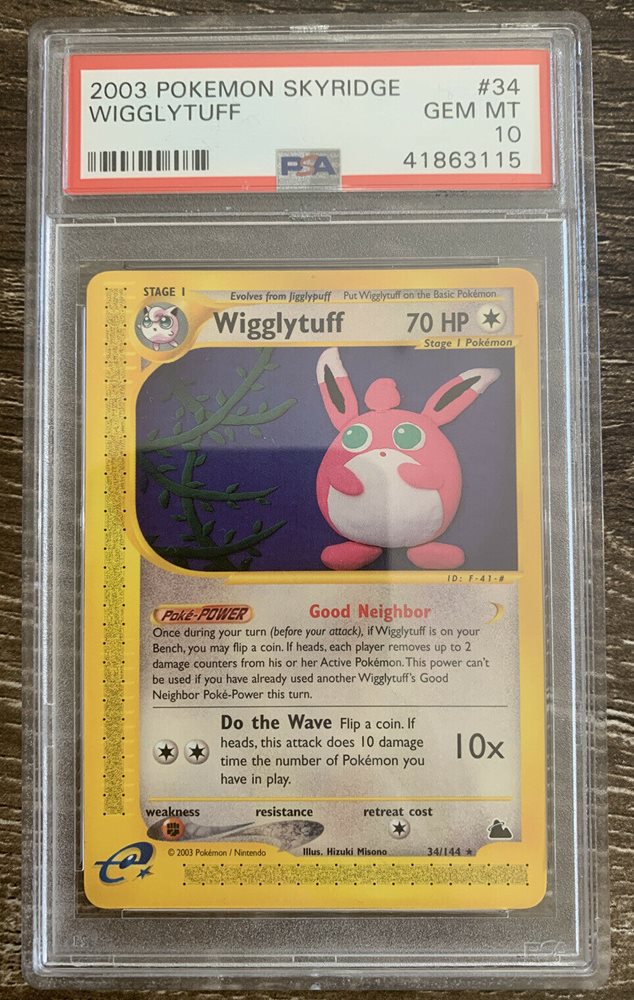 2003 POKEMON SKYRIDGE #34
WIGGLYTUFF GEM MT
10
PSA 41863115
STAGE 1 Evolves from Jigglypuff Put Wigglytuff on the Basic Pokémon
Wigglytuff 70 HP
Stage 1 Pokémon
ID: F-41-#
Poké-POWER Good Neighbor
Once during your turn (before your attack), if Wigglytuff is on your
Bench, you may flip a coin. If heads, each player removes up to 2
damage counters from his or her Active Pokémon. This power can't
be used if you have already used another Wigglytuff's Good
Neighbor Poké-Power this turn.
Do the Wave Flip a coin. If
heads, this attack does 10 damage 10x
time the number of Pokémon you
have in play.
weakness resistance retreat cost
© 2003 Pokémon / Nintendo Illus. Hizuki Misono 34/144 ★
e